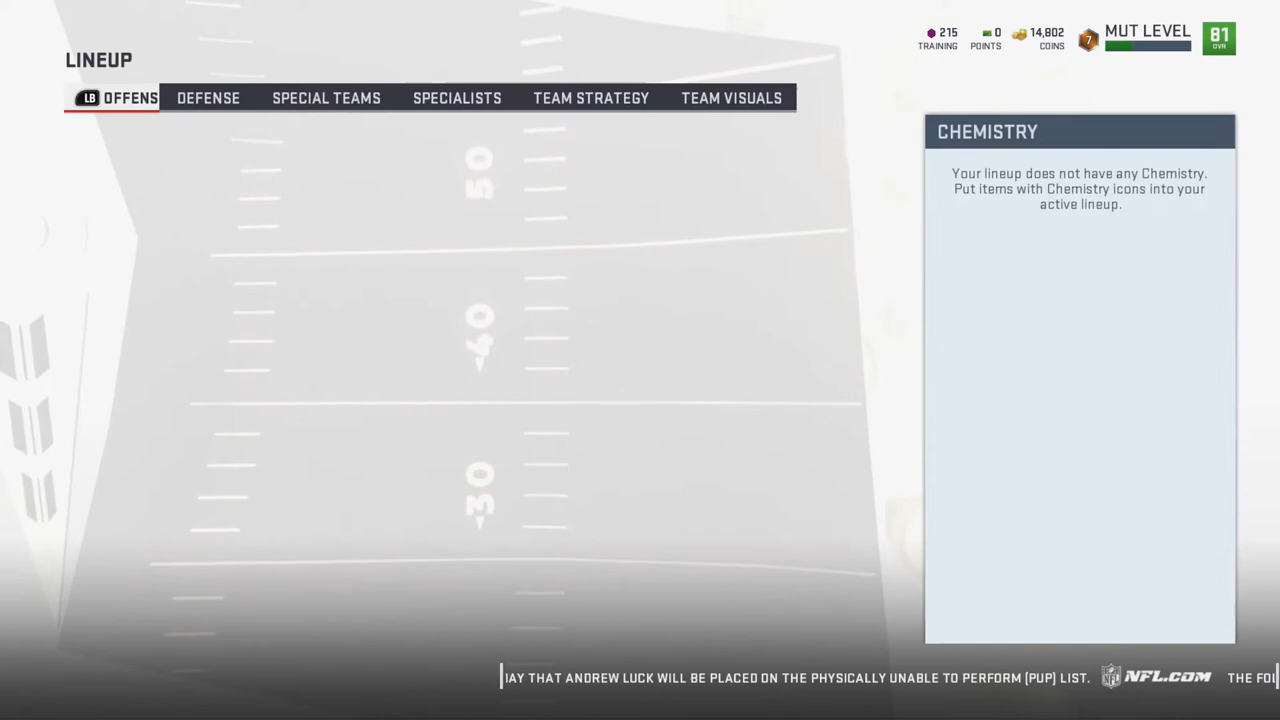 215
TRAINING
0
POINTS
14,802
COINS
7
MUT LEVEL
81
OVR
LINEUP
LB OFFENS DEFENSE SPECIAL TEAMS SPECIALISTS TEAM STRATEGY TEAM VISUALS
CHEMISTRY
Your lineup does not have any Chemistry.
Put items with Chemistry icons into your
active lineup.
50
40
30
AY THAT ANDREW LUCK WILL BE PLACED ON THE PHYSICALLY UNABLE TO PERFORM (PUP) LIST. NFL NFL.COM THE FOI